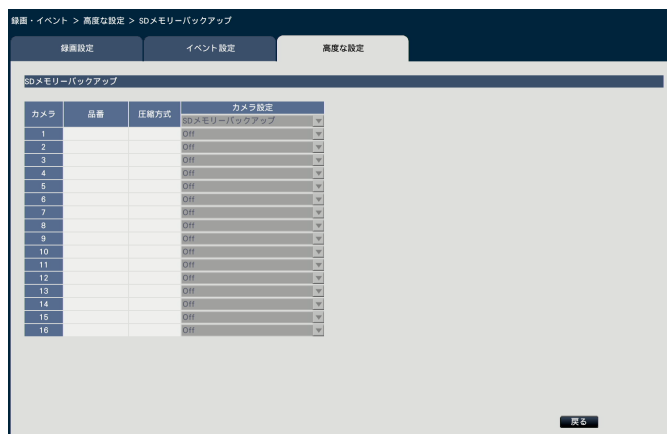 録画・イベント > 高度な設定 > SDメモリーバックアップ
録画設定 イベント設定 高度な設定
SDメモリーバックアップ
カメラ 品番 圧縮方式 カメラ設定
SDメモリーバックアップ
1 Off
2 Off
3 Off
4 Off
5 Off
6 Off
7 Off
8 Off
9 Off
10 Off
11 Off
12 Off
13 Off
14 Off
15 Off
16 Off
戻る